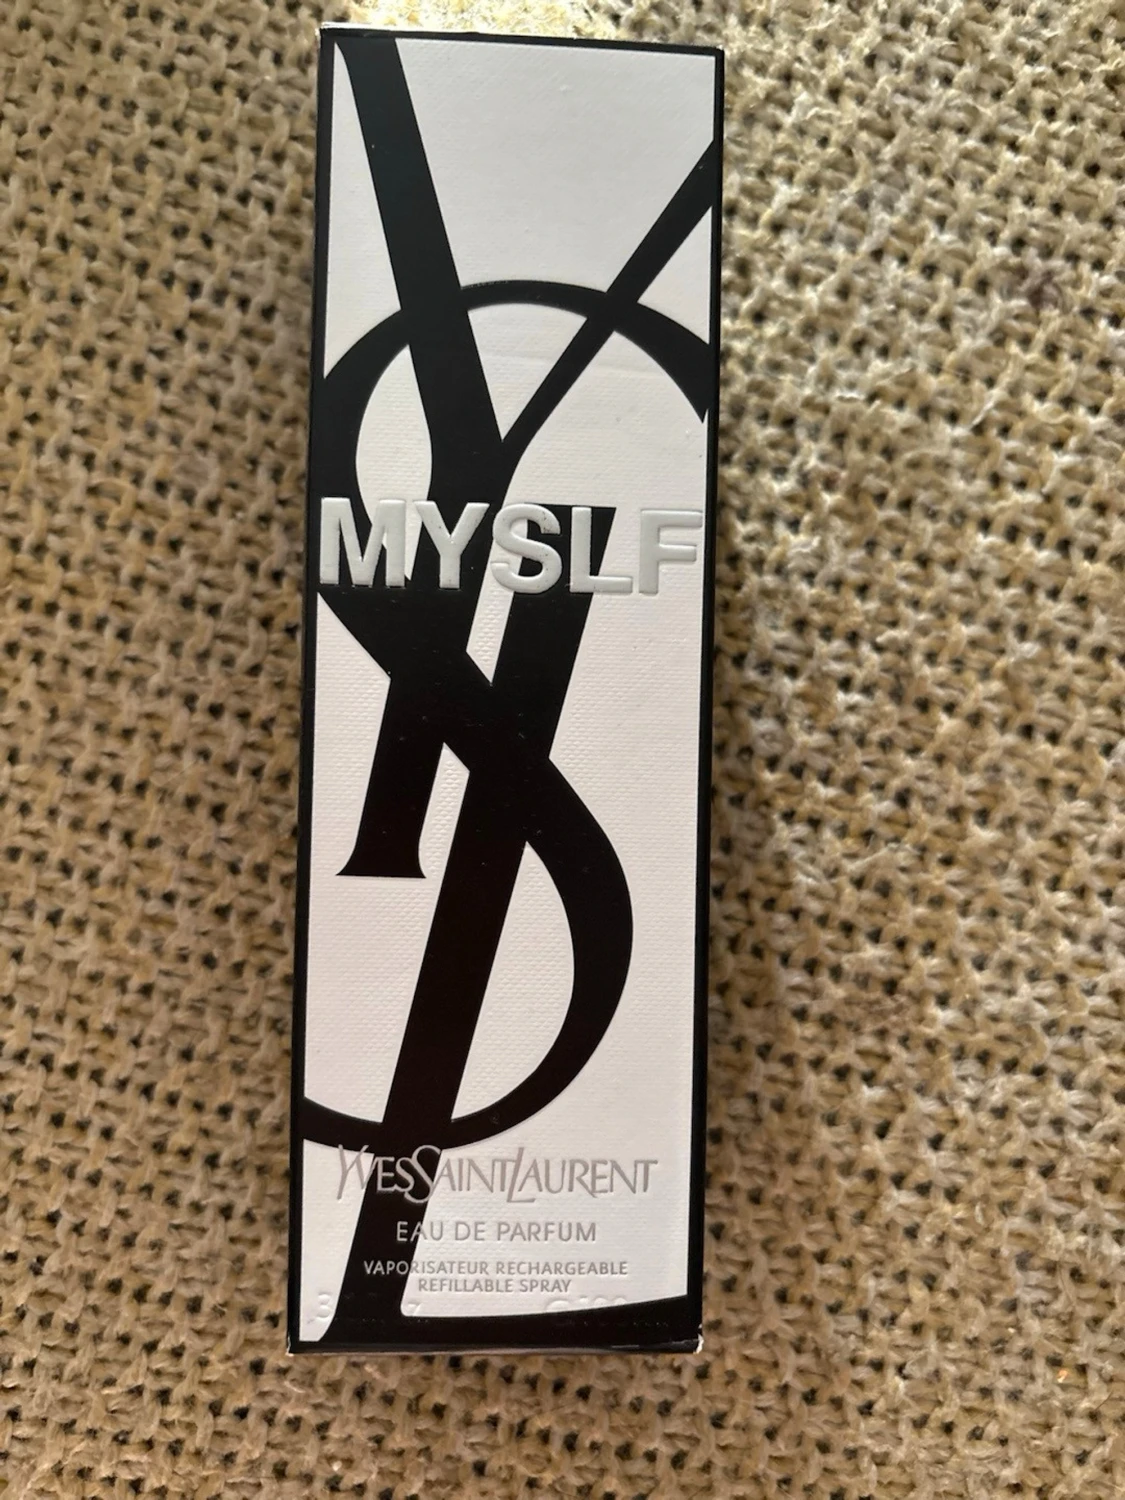 MYSLF
YVESSAINTLAURENT
EAU DE PARFUM
VAPORISATEUR RECHARGEABLE
REFILLABLE SPRAY